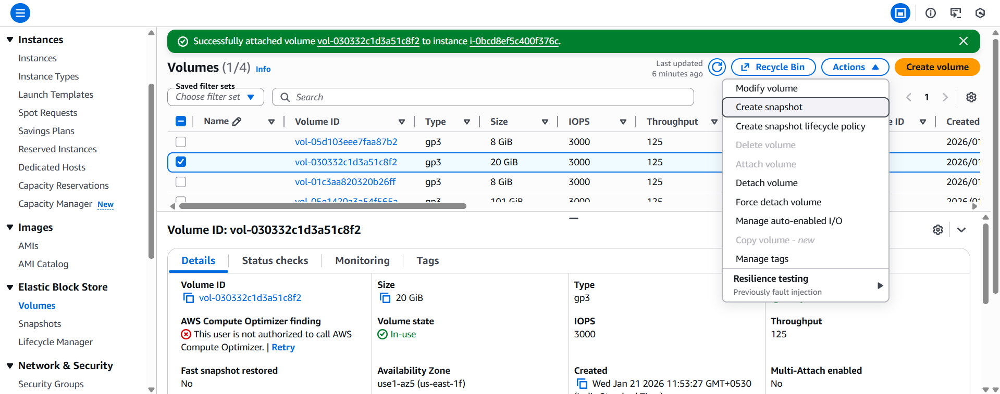 Instances
Instances
Instance Types
Launch Templates
Spot Requests
Savings Plans
Reserved Instances
Dedicated Hosts
Capacity Reservations
Capacity Manager New
Images
AMIs
AMI Catalog
Elastic Block Store
Volumes
Snapshots
Lifecycle Manager
Network & Security
Security Groups
Successfully attached volume vol-030332c1d3a51c8f2 to instance i-0bcd8ef5c400f376c.
Volumes (1/4) Info
Last updated
6 minutes ago
Recycle Bin
Actions
Create volume
Saved filter sets
Choose filter set
Search
1
Name Volume ID Type Size IOPS Throughput ID Created
vol-05d103eee7faa87b2 gp3 8 GiB 3000 125 2026/01
vol-030332c1d3a51c8f2 gp3 20 GiB 3000 125 2026/01
vol-01c3aa820320b26ff gp3 8 GiB 3000 125 2026/01
vol-05e1420a3a54f565a gp3 101 GiB 3000 125 2026/01
Modify volume
Create snapshot
Create snapshot lifecycle policy
Delete volume
Attach volume
Detach volume
Force detach volume
Manage auto-enabled I/O
Copy volume - new
Manage tags
Resilience testing
Previously fault injection
Volume ID: vol-030332c1d3a51c8f2
Details Status checks Monitoring Tags
Volume ID
vol-030332c1d3a51c8f2
Size
20 GiB
Type
gp3
AWS Compute Optimizer finding
This user is not authorized to call AWS
Compute Optimizer. | Retry
Volume state
In-use
IOPS
3000
Throughput
125
Fast snapshot restored
No
Availability Zone
use1-az5 (us-east-1f)
Created
Wed Jan 21 2026 11:53:27 GMT+0530
Multi-Attach enabled
No